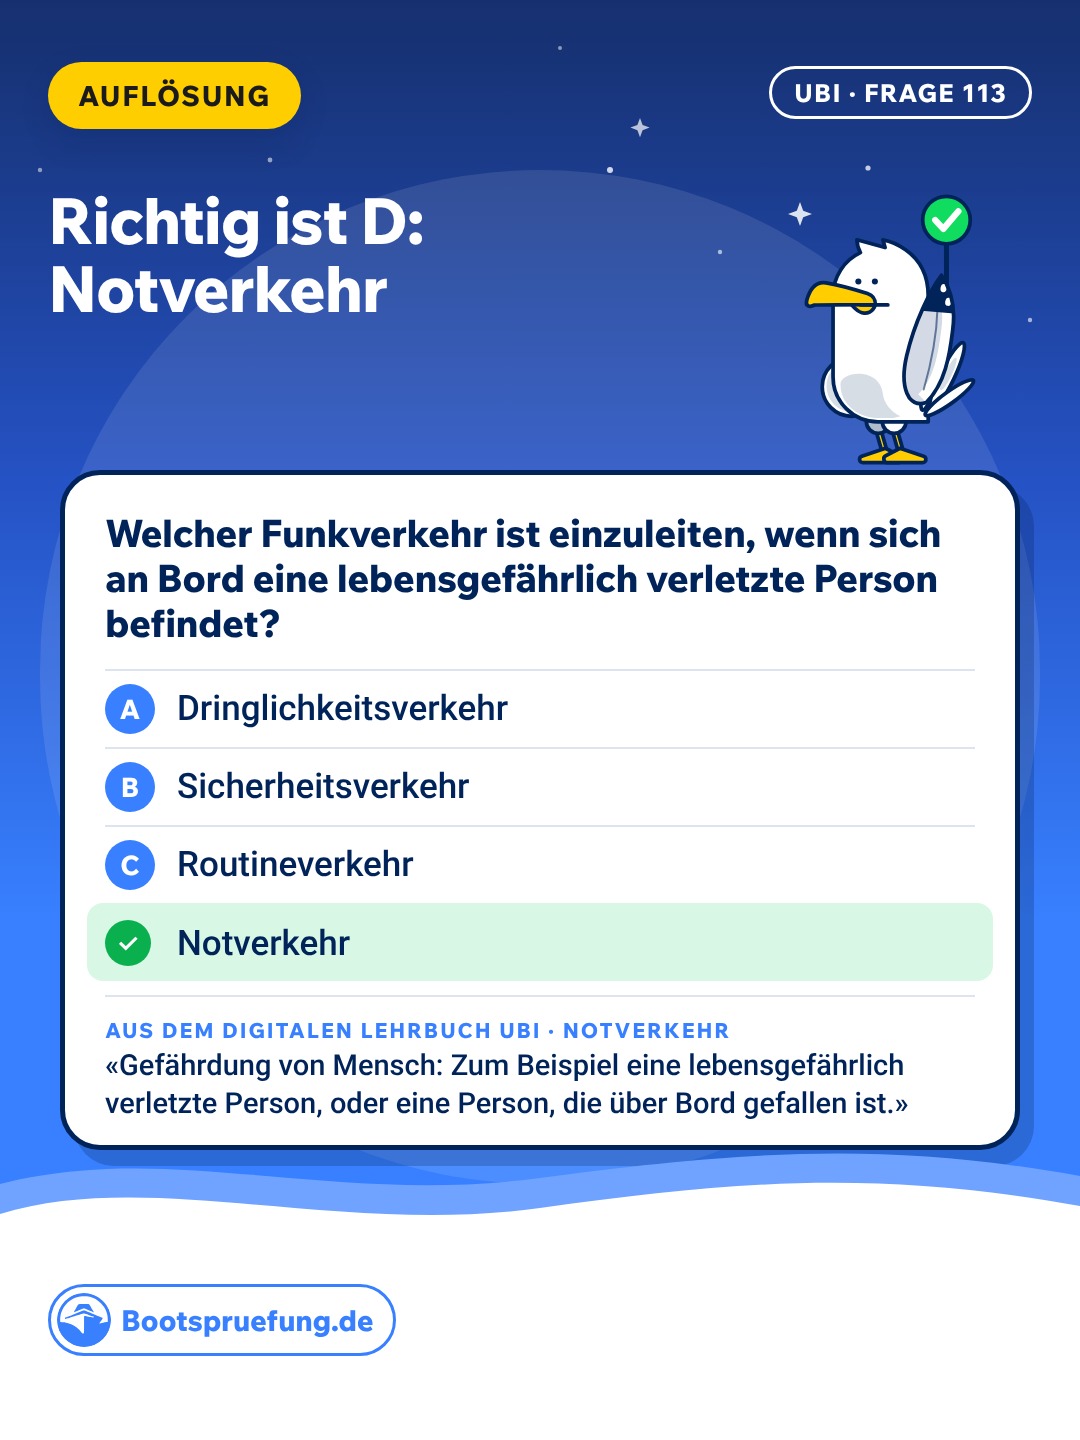 AUFLÖSUNG
UBI · FRAGE 113
Richtig ist D:
Notverkehr
Welcher Funkverkehr ist einzuleiten, wenn sich
an Bord eine lebensgefährlich verletzte Person
befindet?
A Dringlichkeitsverkehr
B Sicherheitsverkehr
C Routineverkehr
Notverkehr
AUS DEM DIGITALEN LEHRBUCH UBI · NOTVERKEHR
«Gefährdung von Mensch: Zum Beispiel eine lebensgefährlich
verletzte Person, oder eine Person, die über Bord gefallen ist.»
Bootspruefung.de